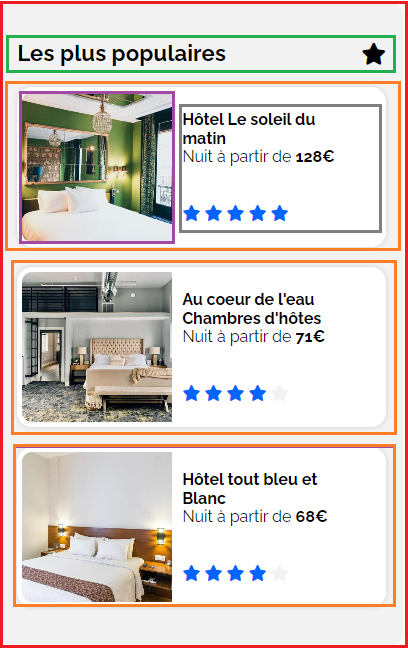 Les plus populaires
Hôtel Le soleil du
matin
Nuit à partir de 128€
Au coeur de l'eau
Chambres d'hôtes
Nuit à partir de 71€
Hôtel tout bleu et
Blanc
Nuit à partir de 68€